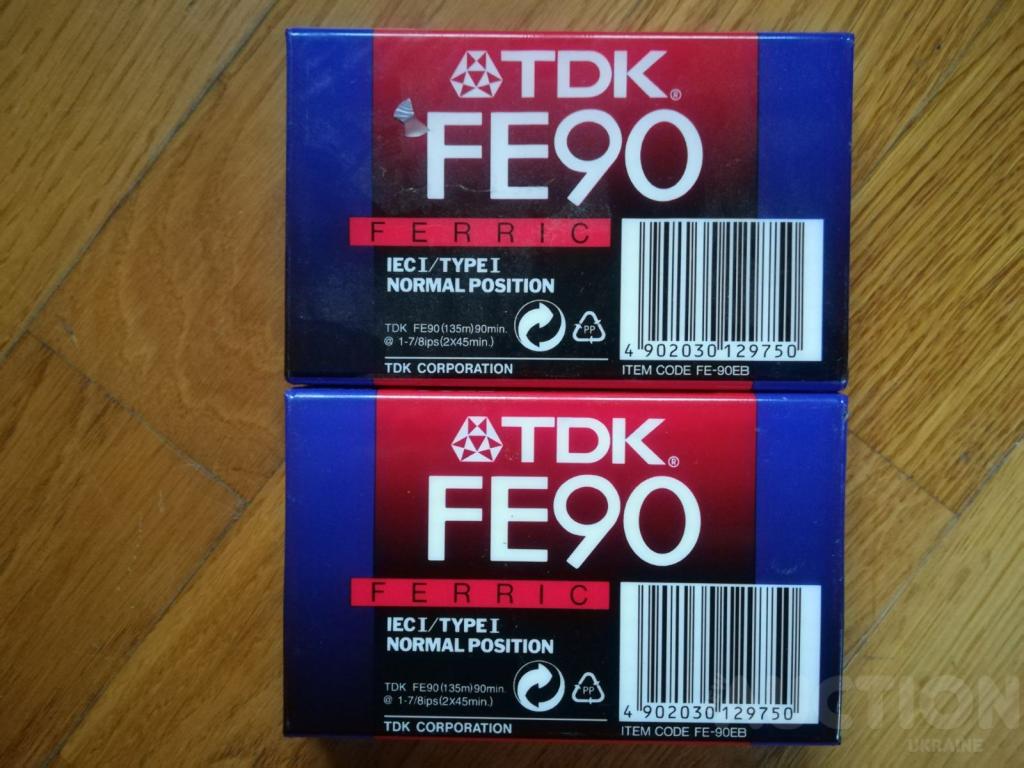 TDK®
FE90
FERRIC
IEC I/TYPE I
NORMAL POSITION
TDK FE90(135m)90min.
@ 1-7/8ips(2X45min.)
PP
TDK CORPORATION
4 902030 129750
ITEM CODE FE-90EB
TDK®
FE90
FERRIC
IEC I/TYPE I
NORMAL POSITION
TDK FE90(135m)90min.
@ 1-7/8ips(2X45min.)
PP
TDK CORPORATION
4 902030 129750
ITEM CODE FE-90EB
AUCTION
UKRAINE